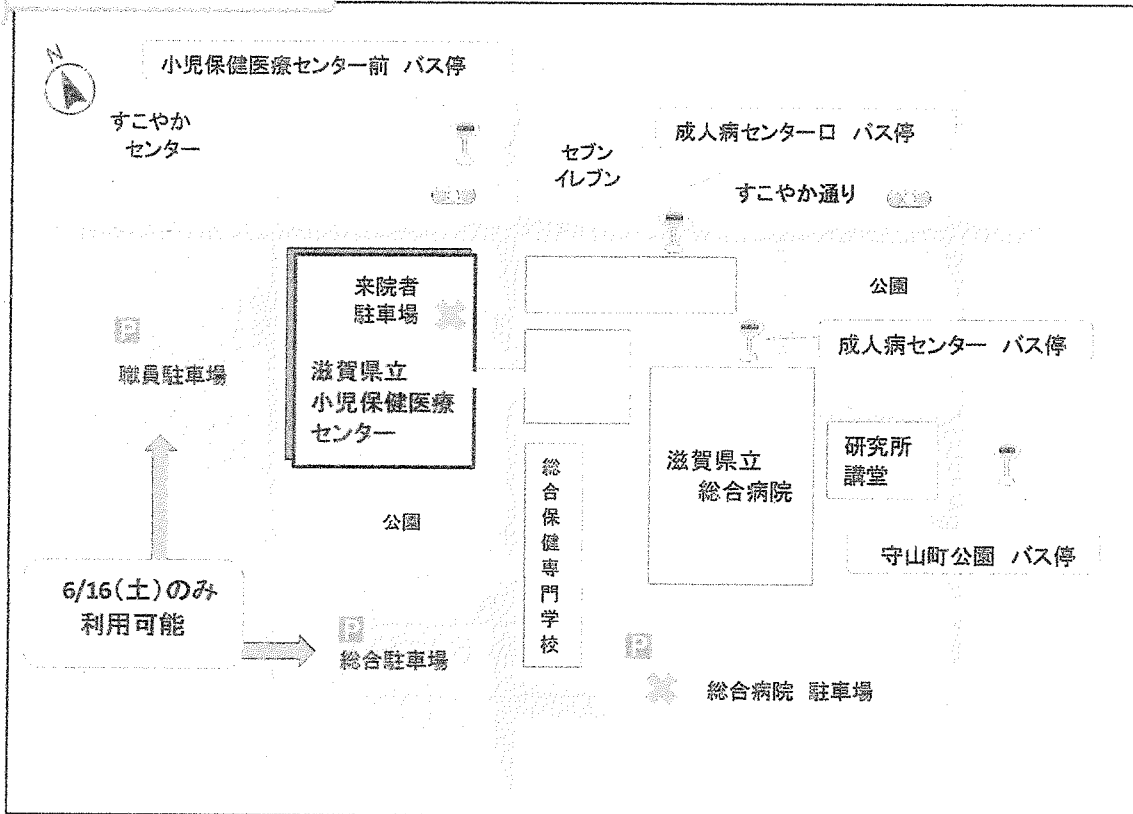 N
小児保健医療センター前 バス停
すこやか
センター
セブン
イレブン
成人病センター口 バス停
すこやか通り
来院者
駐車場
公園
P
職員駐車場
滋賀県立
小児保健医療
センター
成人病センター バス停
滋賀県立
総合病院
研究所
講堂
総合保健専門学校
公園
守山町公園 バス停
6/16(土)のみ
利用可能
P
総合駐車場
P
総合病院 駐車場